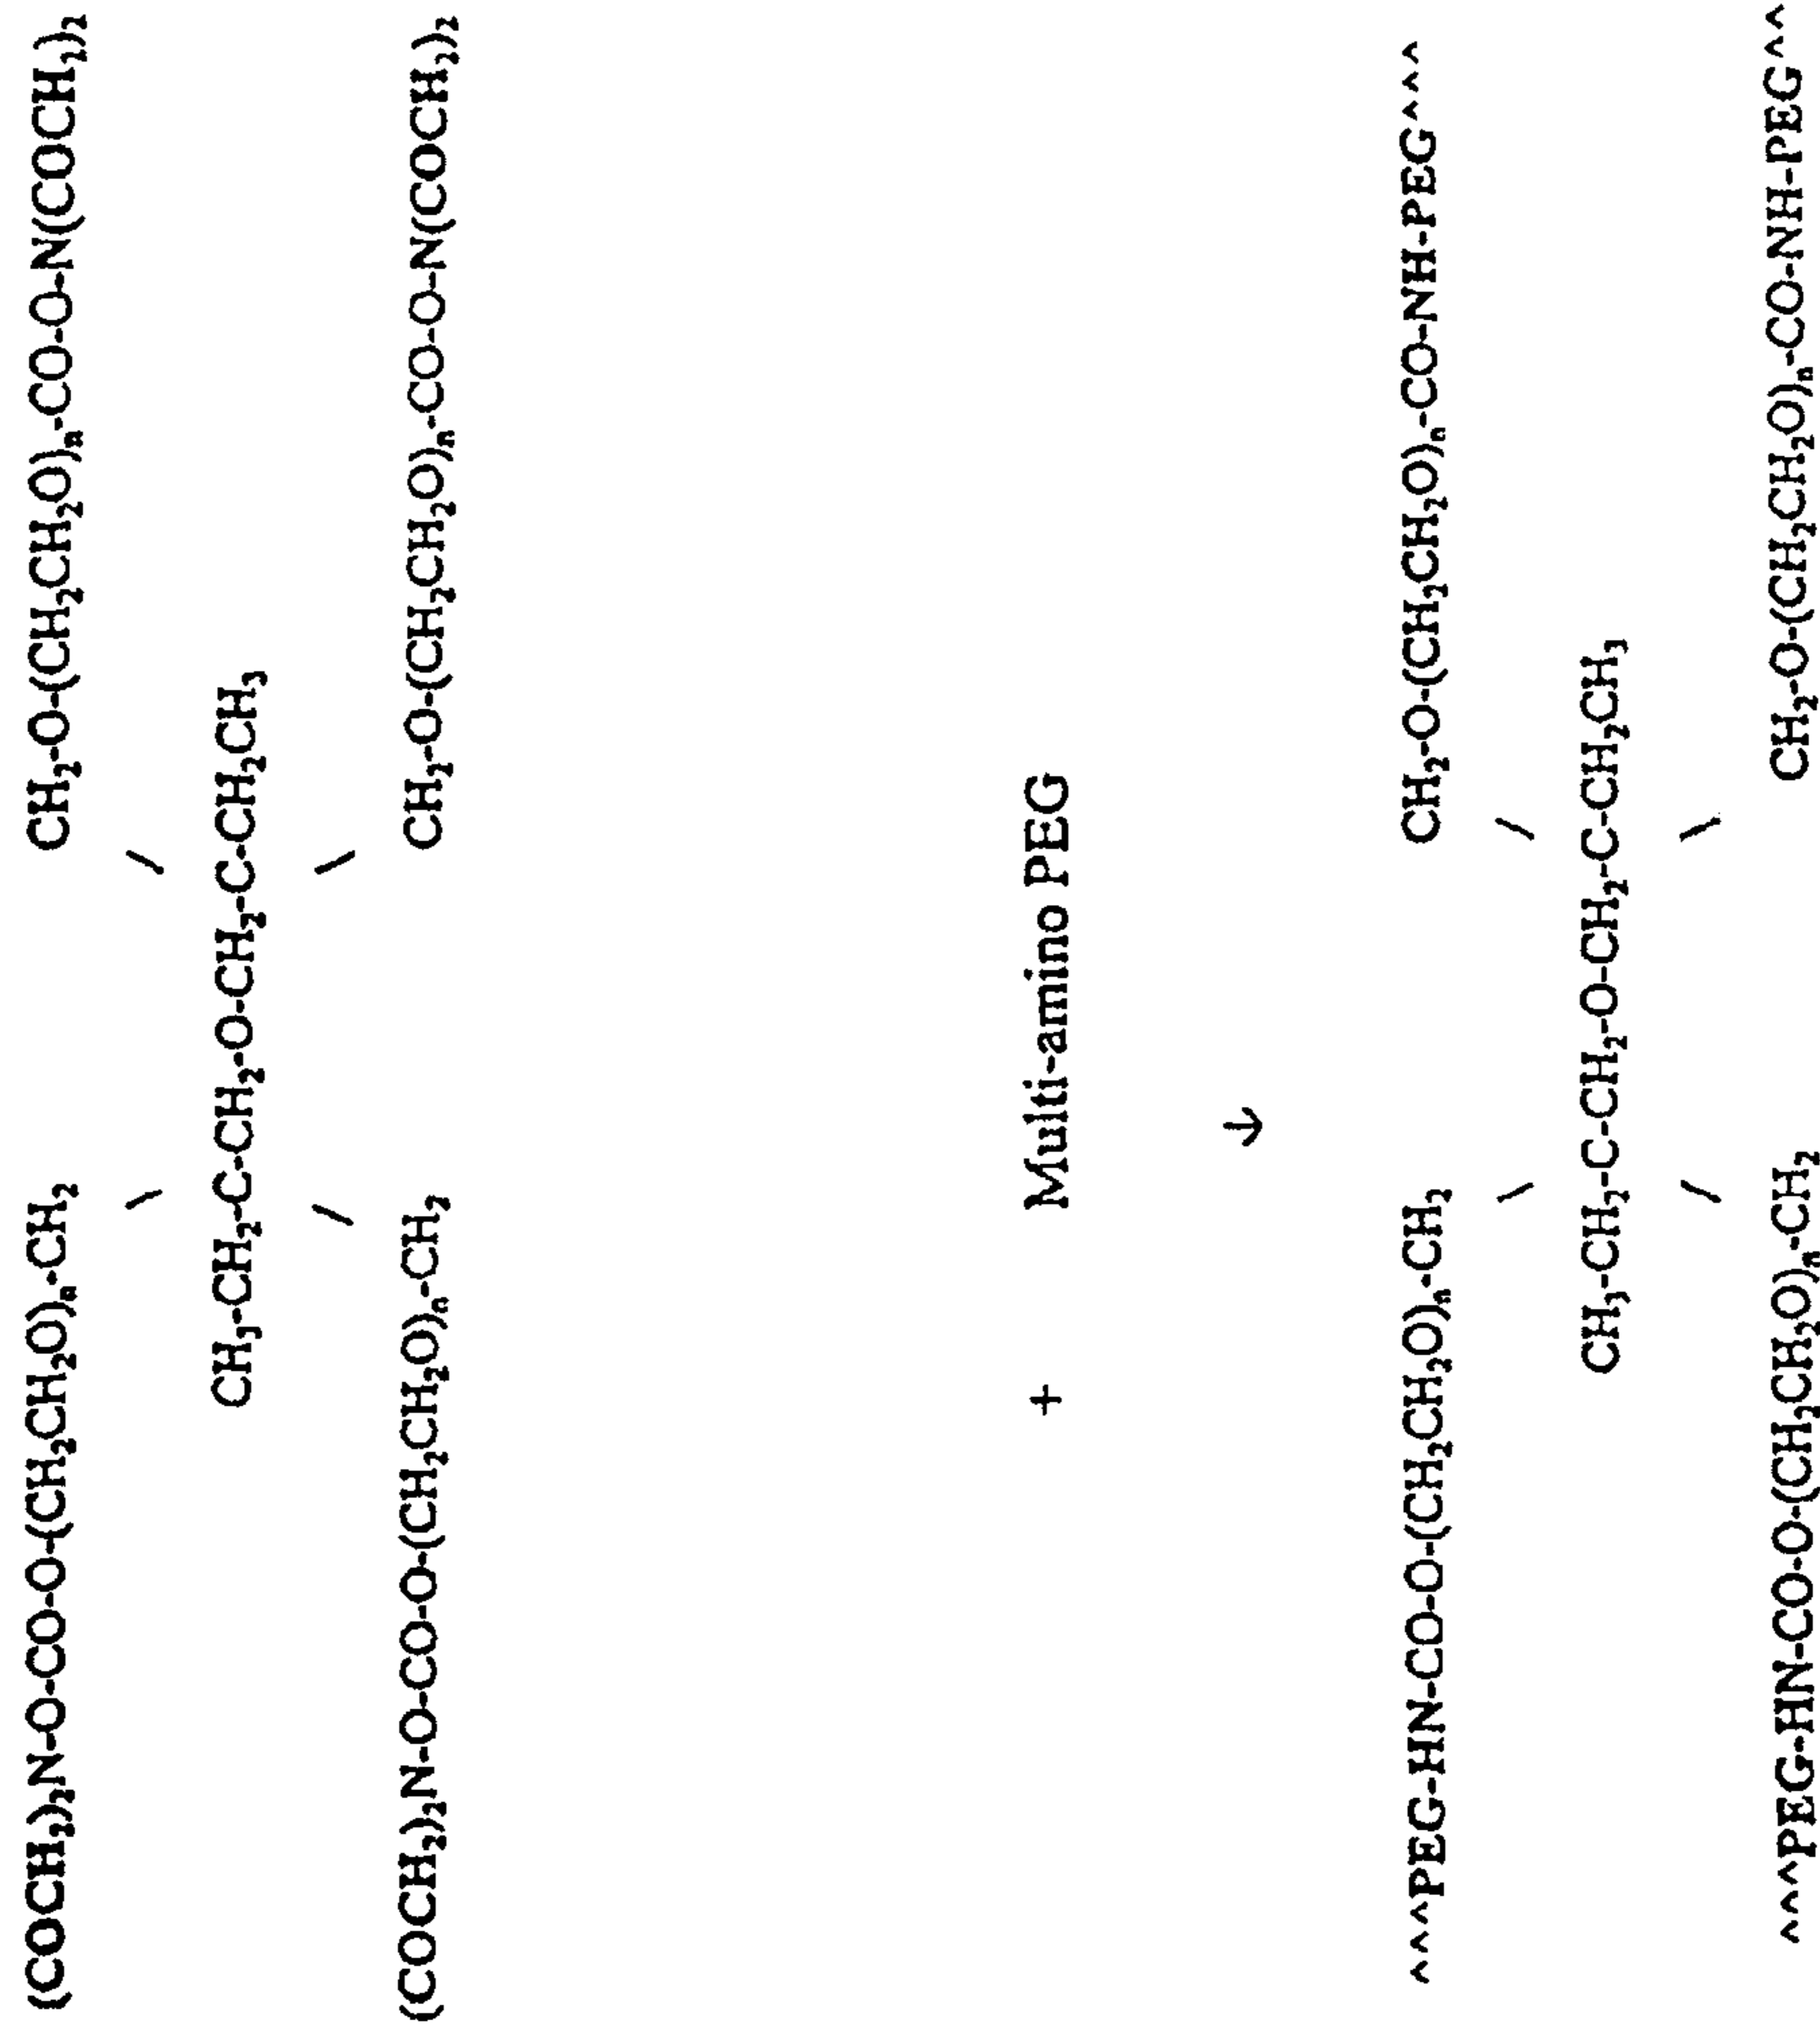 (COCH₂)₂N-O-CO-O-(CH₂CH₂O)ₙ-CH₂ CH₂-O-(CH₂CH₂O)ₙ-CO-O-N(COCH₂)₂
\ /
CH₃-CH₂-C-CH₂-O-CH₂-C-CH₂CH₃
/ \
(COCH₂)₂N-O-CO-O-(CH₂CH₂O)ₙ-CH₂ CH₂-O-(CH₂CH₂O)ₙ-CO-O-N(COCH₂)₂
+ Multi-amino PEG
↓
^^^PEG-HN-CO-O-(CH₂CH₂O)ₙ-CH₂ CH₂-O-(CH₂CH₂O)ₙ-CO-NH-PEG^^^
\ /
CH₃-CH₂-C-CH₂-O-CH₂-C-CH₂CH₃
/ \
^^^PEG-HN-CO-O-(CH₂CH₂O)ₙ-CH₂ CH₂-O-(CH₂CH₂O)ₙ-CO-NH-PEG^^